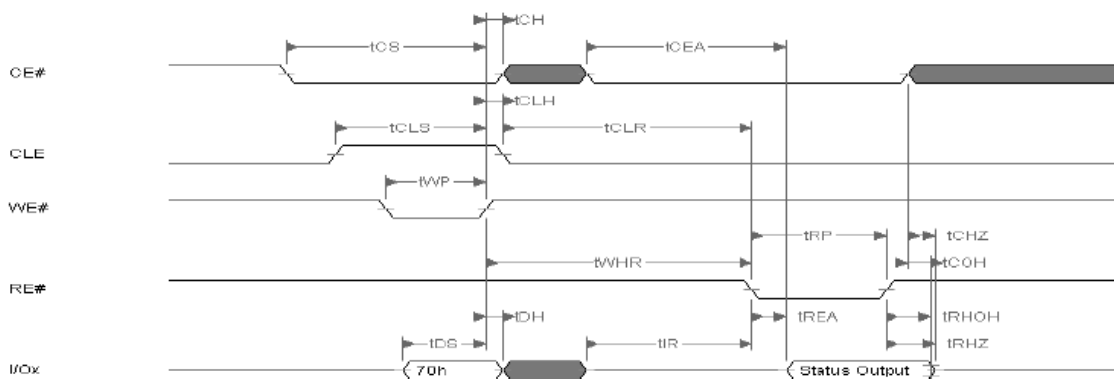 tCH
tCS
tCEA
CE#
tCLH
tCLS
tCLR
CLE
tWP
WE#
tRP
tCHZ
tWHR
tCOH
RE#
tDH
tREA
tRHOH
tDS
tIR
tRHZ
I/Ox
70h
Status Output